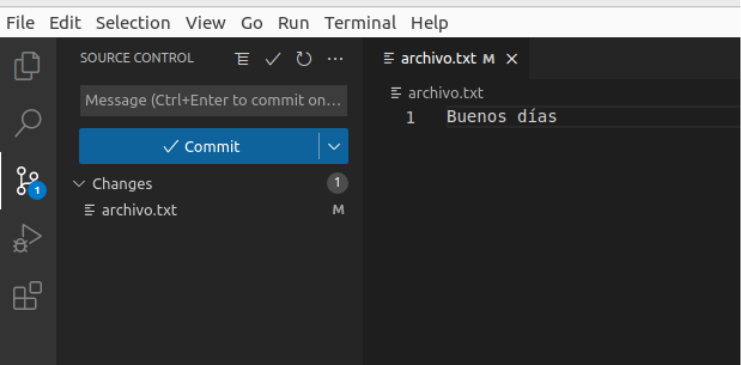 File Edit Selection View Go Run Terminal Help
SOURCE CONTROL
Message (Ctrl+Enter to commit on...
Commit
Changes 1
archivo.txt M
1
archivo.txt M
archivo.txt
1 Buenos días